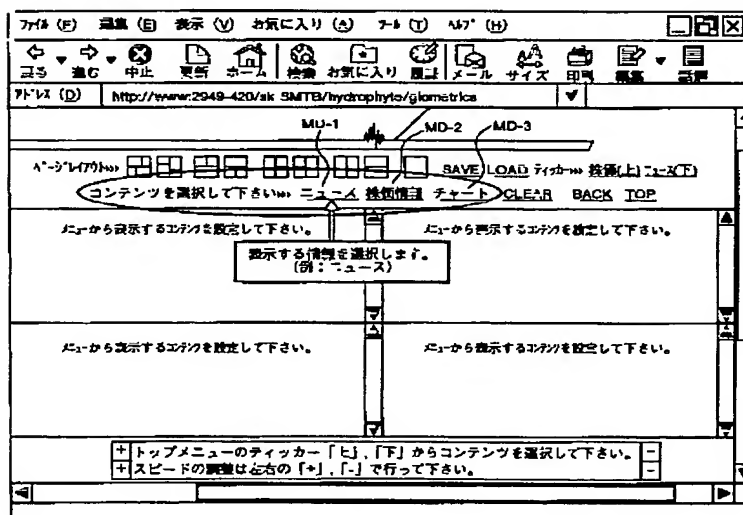 ファイル (F) 編集 (E) 表示 (V) お気に入り (A) ツール (T) ヘルプ (H)
戻る 進む 中止 更新 ホーム 検索 お気に入り 履歴 メール サイズ 印刷 編集
アドレス (D) http://www.2949-420/sk SMTB/hydrophyto/giometrics
MD-1 MD-2 MD-3
ページレイアウト»» SAVE LOAD ティッカー»» 株価(上) ニュース(下)
コンテンツを選択して下さい»» ニュース 株価情報 チャート CLEAR BACK TOP
メニューから表示するコンテンツを設定して下さい。 メニューから表示するコンテンツを設定して下さい。
表示する情報を選択します。
(例：ニュース)
メニューから表示するコンテンツを設定して下さい。 メニューから表示するコンテンツを設定して下さい。
+ トップメニューのティッカー「上」,「下」からコンテンツを選択して下さい。 -
+ スピードの調整は左右の「+」,「-」で行って下さい。 -